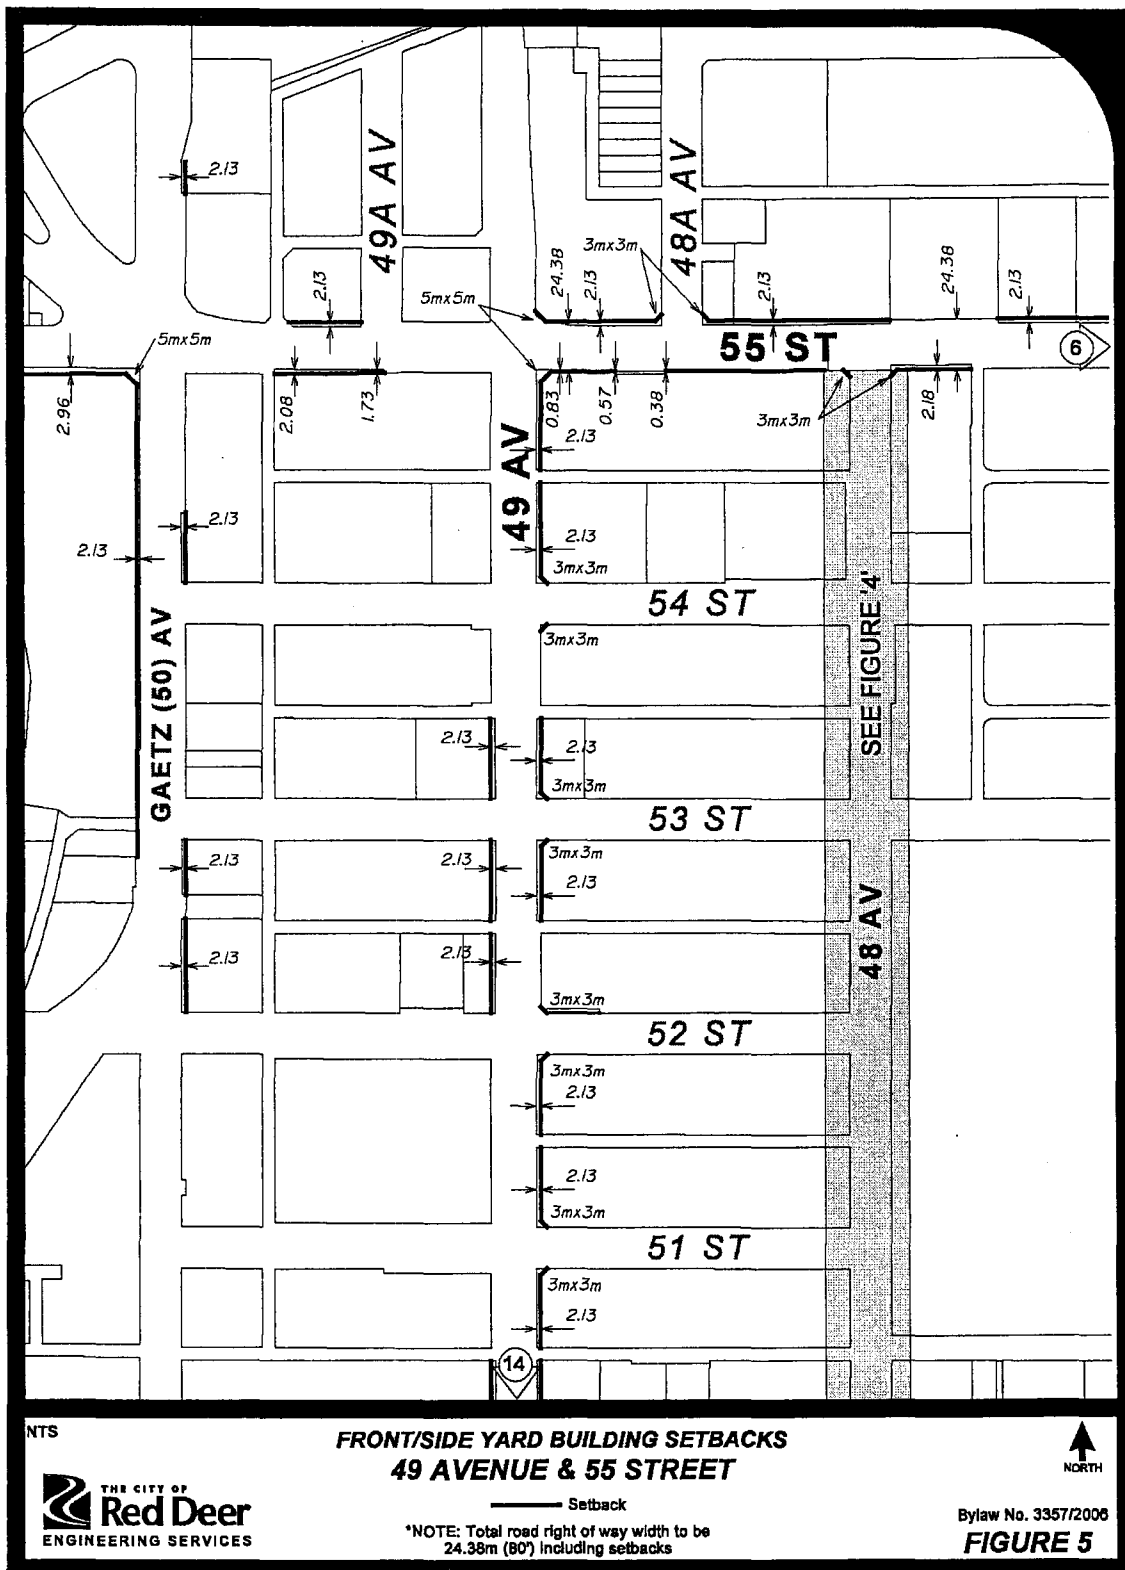 2.13
49A AV
48A AV
3mx3m
24.38
2.13
2.13
2.13
24.38
2.13
5mx5m
55 ST
6
5mx5m
2.96
2.08
1.73
0.83
0.57
0.38
3mx3m
2.18
49 AV
2.13
2.13
2.13
2.13
3mx3m
54 ST
SEE FIGURE '4'
GAETZ (50) AV
3mx3m
2.13
2.13
3mx3m
53 ST
2.13
2.13
3mx3m
2.13
48 AV
2.13
2.13
3mx3m
52 ST
3mx3m
2.13
2.13
3mx3m
51 ST
3mx3m
2.13
14
NTS
FRONT/SIDE YARD BUILDING SETBACKS
49 AVENUE & 55 STREET
NORTH
Setback
THE CITY OF
Red Deer
ENGINEERING SERVICES
*NOTE: Total road right of way width to be
24.38m (80') including setbacks
Bylaw No. 3357/2006
FIGURE 5